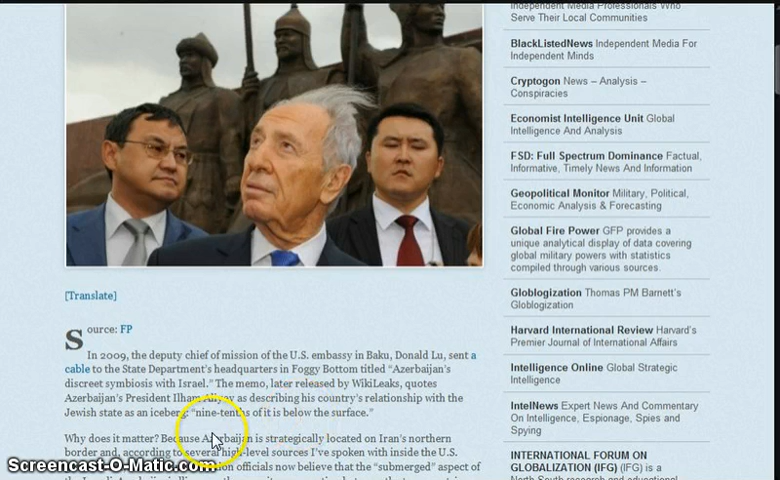 [Translate]
Source: FP
In 2009, the deputy chief of mission of the U.S. embassy in Baku, Donald Lu, sent a
cable to the State Department's headquarters in Foggy Bottom titled "Azerbaijan's
discreet symbiosis with Israel." The memo, later released by WikiLeaks, quotes
Azerbaijan's President Ilham Aliyev as describing his country's relationship with the
Jewish state as an iceberg: "nine-tenths of it is below the surface."
Why does it matter? Because Azerbaijan is strategically located on Iran's northern
border and, according to several high-level sources I've spoken with inside the U.S.
officials now believe that the "submerged" aspect of
Independent Media Professionals Who
Serve Their Local Communities
BlackListedNews Independent Media For
Independent Minds
Cryptogon News – Analysis –
Conspiracies
Economist Intelligence Unit Global
Intelligence And Analysis
FSD: Full Spectrum Dominance Factual,
Informative, Timely News And Information
Geopolitical Monitor Military, Political,
Economic Analysis & Forecasting
Global Fire Power GFP provides a
unique analytical display of data covering
global military powers with statistics
compiled through various sources.
Globlogization Thomas PM Barnett's
Globlogization
Harvard International Review Harvard's
Premier Journal of International Affairs
Intelligence Online Global Strategic
Intelligence
IntelNews Expert News And Commentary
On Intelligence, Espionage, Spies and
Spying
INTERNATIONAL FORUM ON
GLOBALIZATION (IFG) (IFG) is a
North-South research and educational
Screencast-O-Matic.com